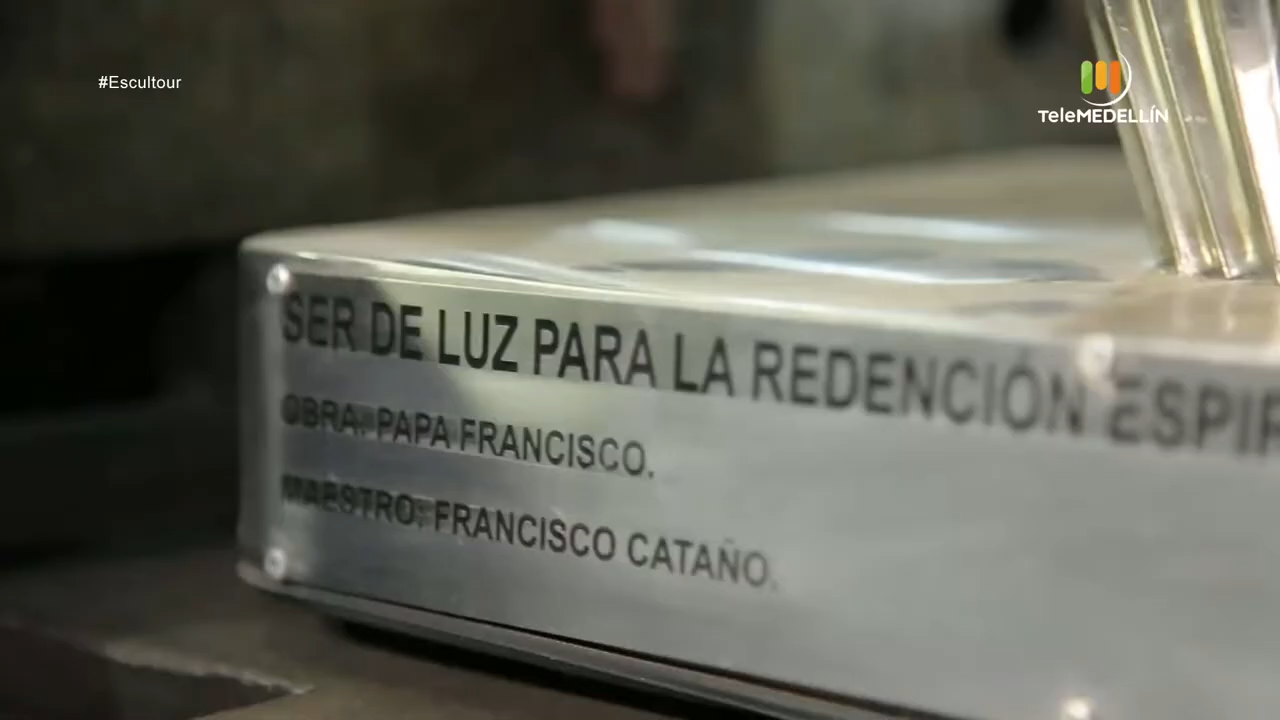 #Escultour
TeleMEDELLÍN
SER DE LUZ PARA LA REDENCIÓN
OBRA: PAPA FRANCISCO.
MAESTRO: FRANCISCO CATAÑO.